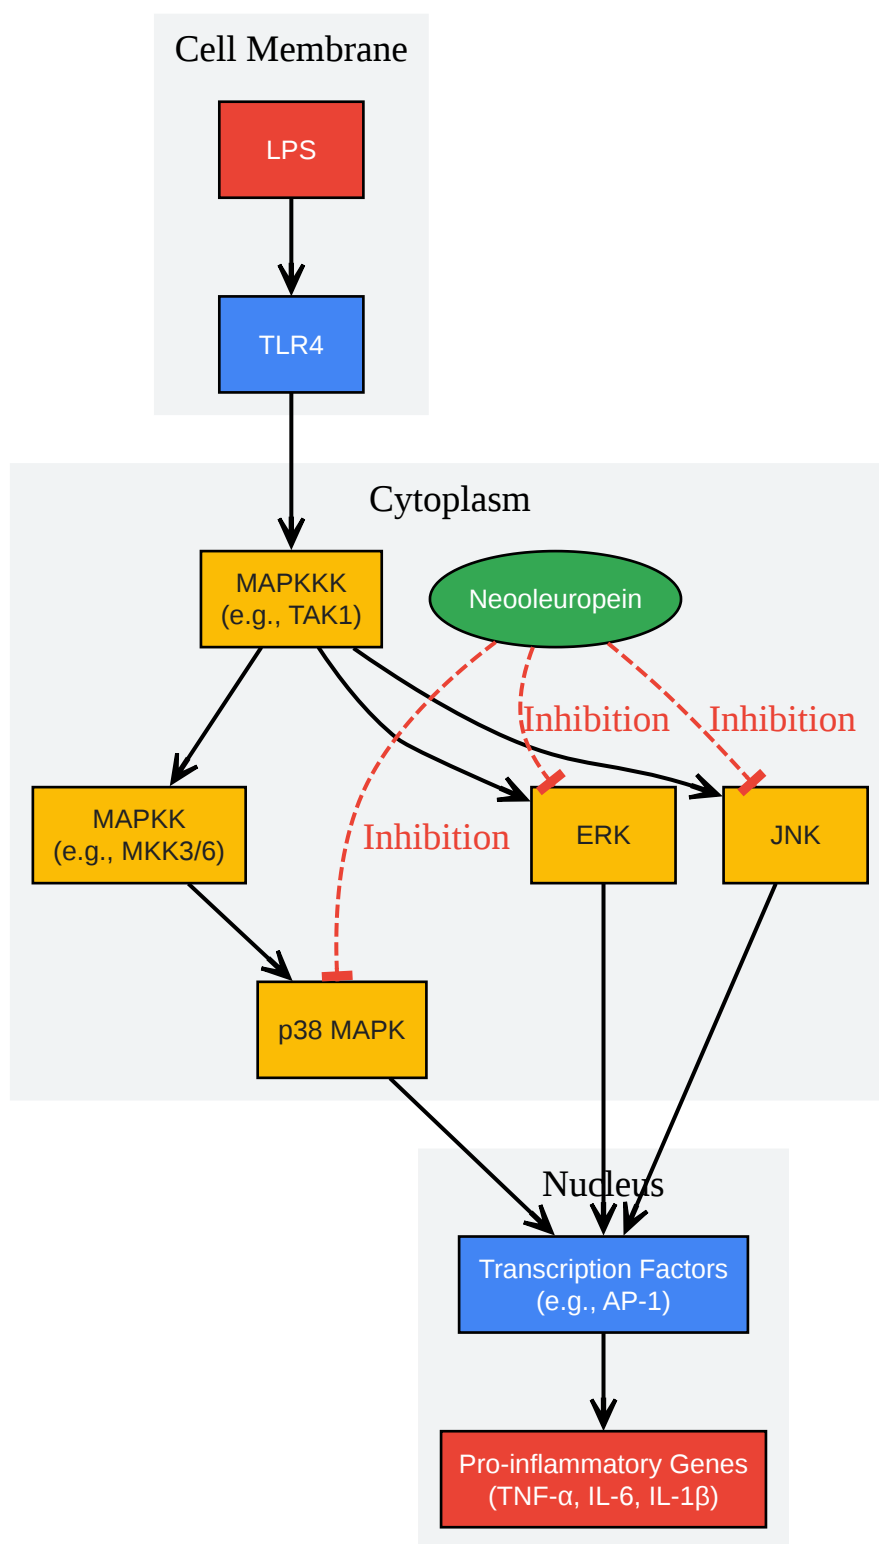 Cell Membrane
LPS
TLR4
Cytoplasm
MAPKKK
(e.g., TAK1)
Neooleuropein
Inhibition
Inhibition
MAPKK
(e.g., MKK3/6)
Inhibition
ERK
JNK
p38 MAPK
Nucleus
Transcription Factors
(e.g., AP-1)
Pro-inflammatory Genes
(TNF-α, IL-6, IL-1β)